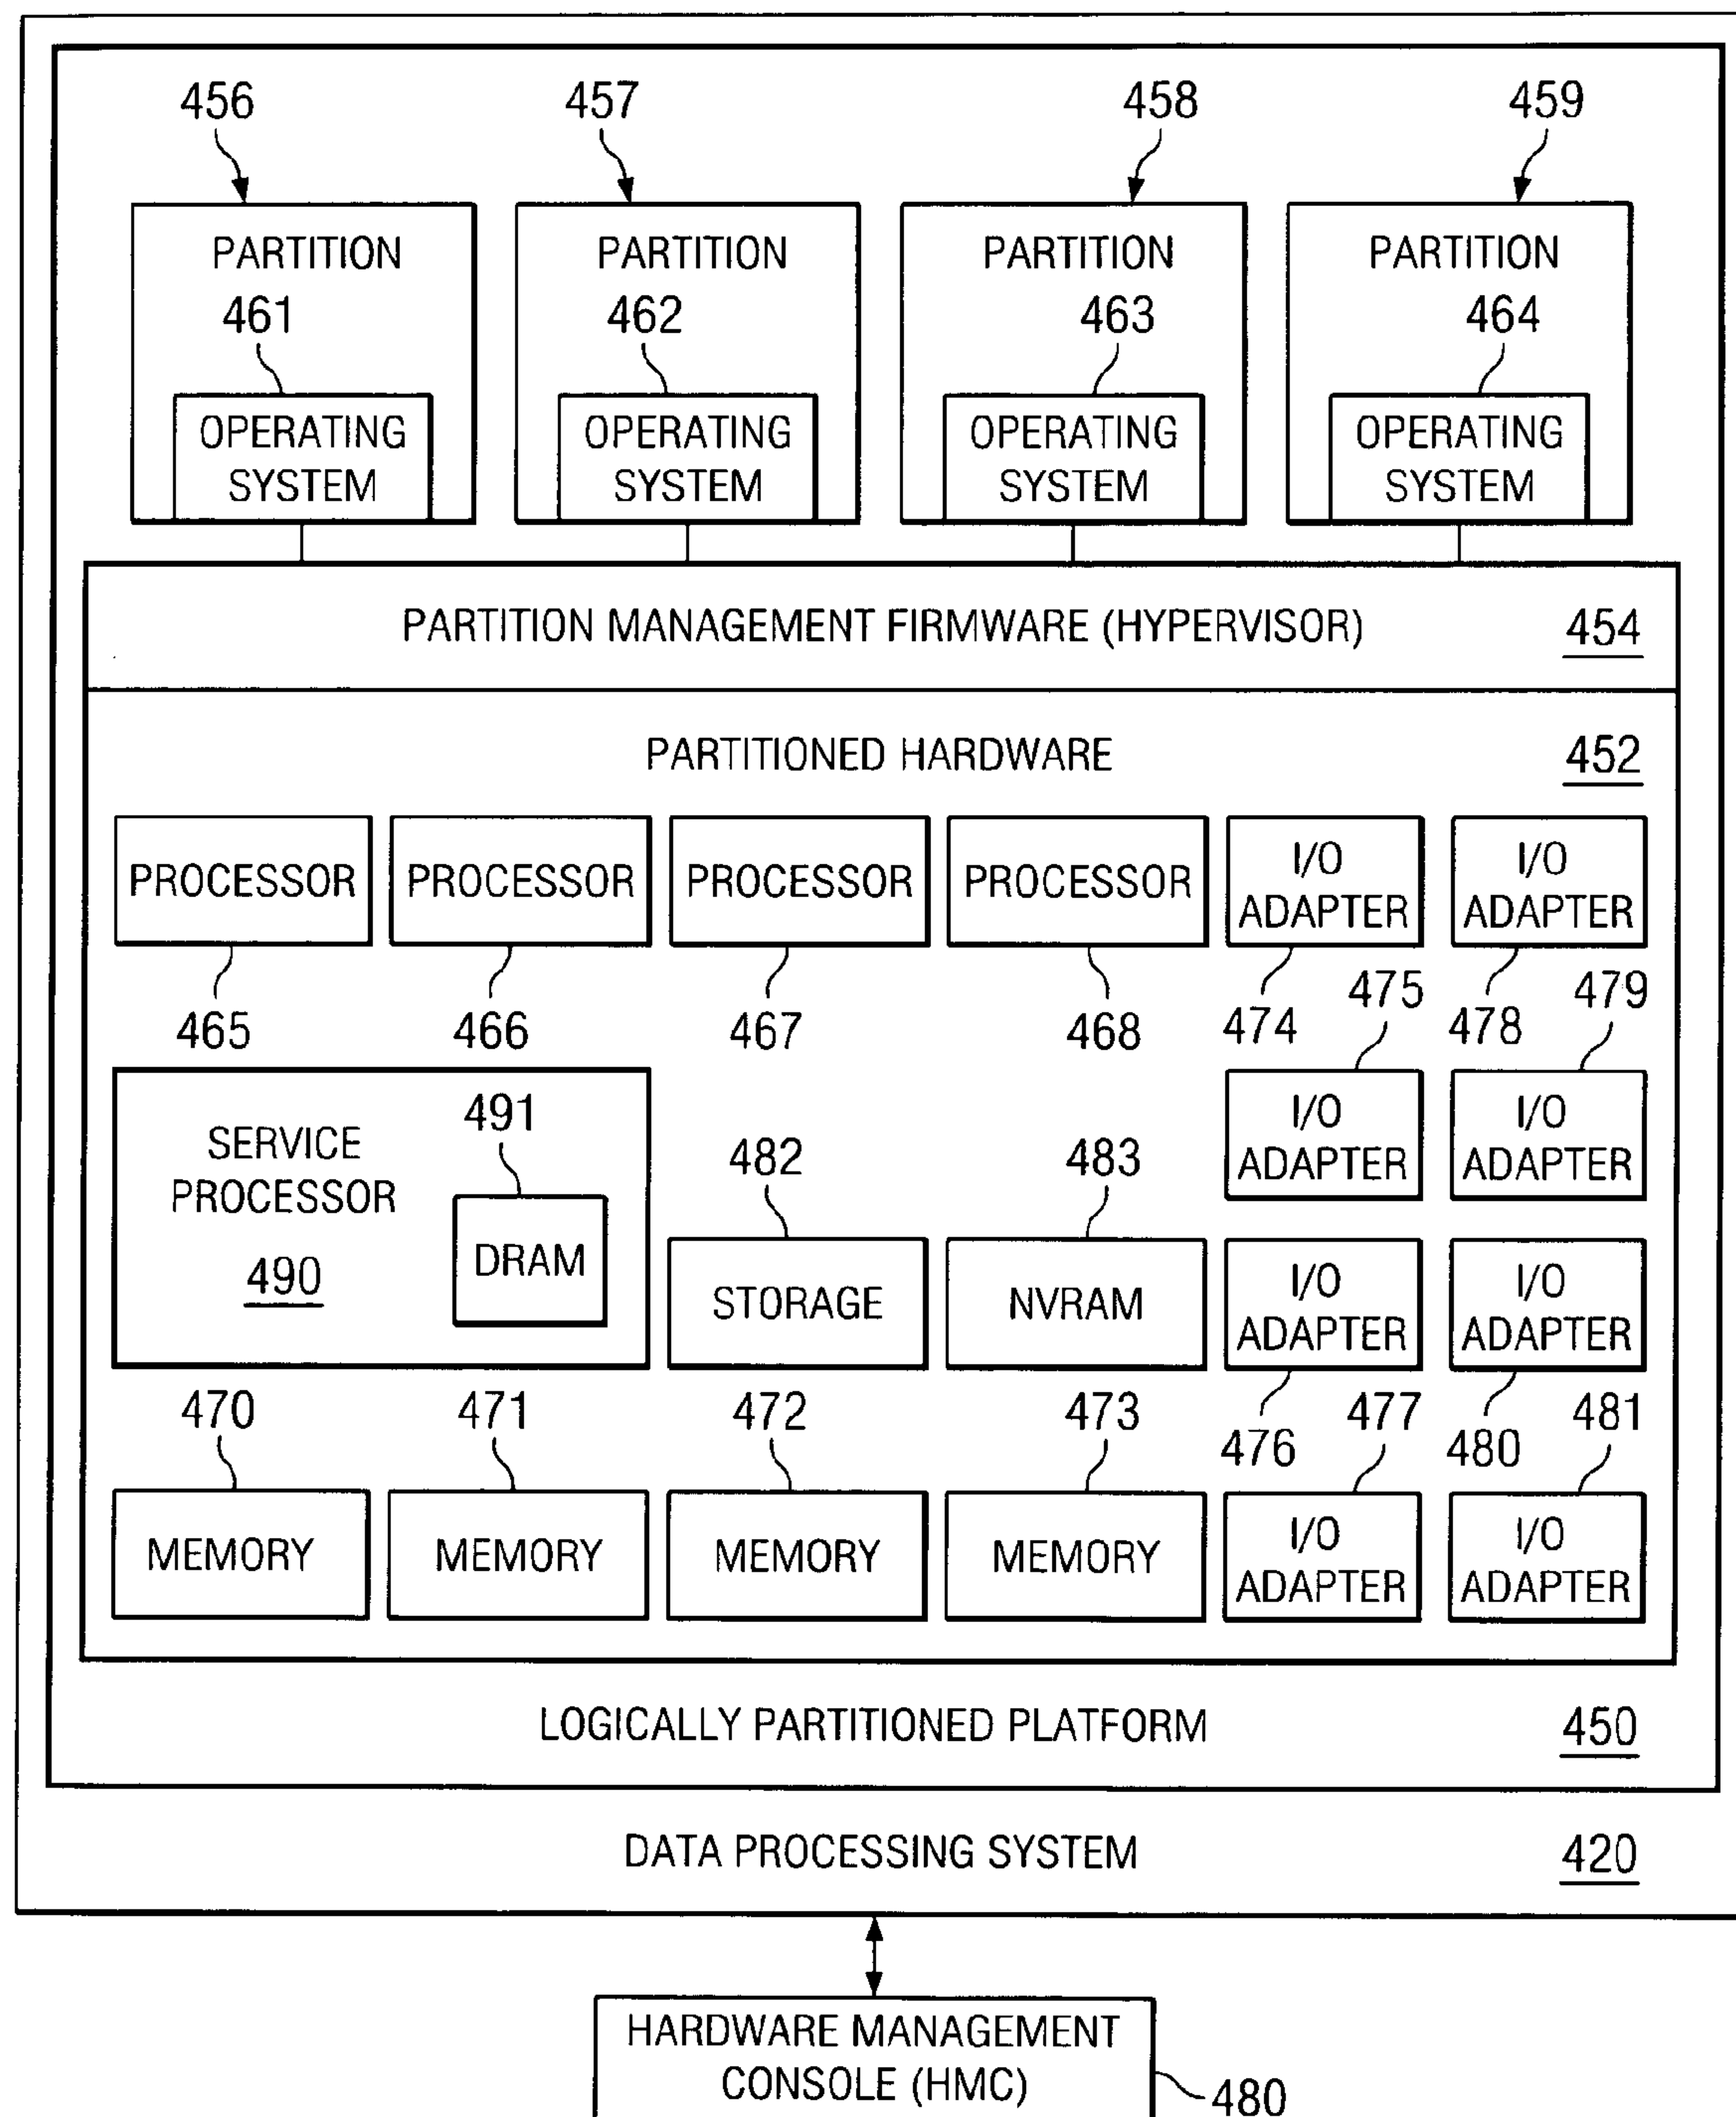 456 457 458 459
PARTITION PARTITION PARTITION PARTITION
461 462 463 464
OPERATING OPERATING OPERATING OPERATING
SYSTEM SYSTEM SYSTEM SYSTEM
PARTITION MANAGEMENT FIRMWARE (HYPERVISOR) 454
PARTITIONED HARDWARE 452
PROCESSOR PROCESSOR PROCESSOR PROCESSOR
I/O I/O
ADAPTER ADAPTER
465 466 467 468 474 475 478 479
SERVICE
PROCESSOR
490
491
DRAM
482 483
STORAGE NVRAM
I/O I/O
ADAPTER ADAPTER
I/O I/O
ADAPTER ADAPTER
470 471 472 473 476 477 480 481
MEMORY MEMORY MEMORY MEMORY
I/O I/O
ADAPTER ADAPTER
LOGICALLY PARTITIONED PLATFORM 450
DATA PROCESSING SYSTEM 420
HARDWARE MANAGEMENT
CONSOLE (HMC)
480